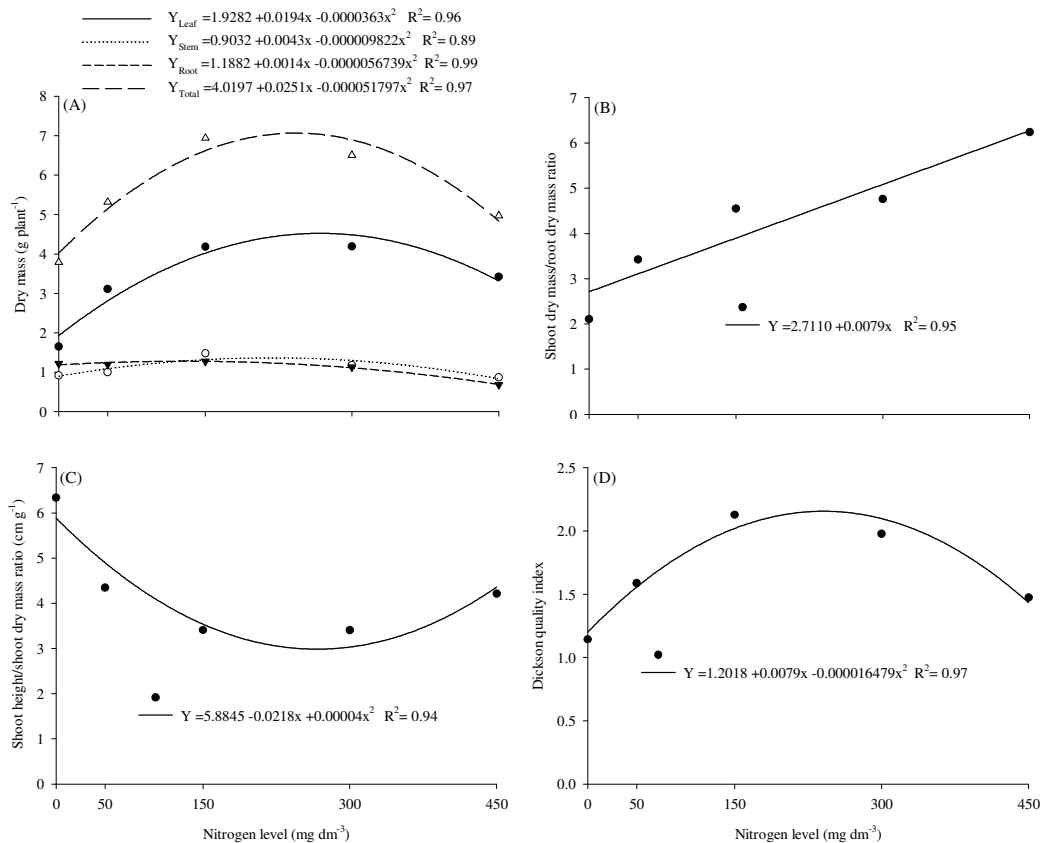 Y_Leaf =1.9282 +0.0194x -0.0000363x² R²= 0.96
Y_Stem =0.9032 +0.0043x -0.000009822x² R²= 0.89
Y_Root =1.1882 +0.0014x -0.0000056739x² R²= 0.99
Y_Total =4.0197 +0.0251x -0.000051797x² R²= 0.97
(A)
Dry mass (g plant⁻¹)
8
7
6
5
4
3
2
1
0
(B)
Shoot dry mass/root dry mass ratio
7
6
5
4
3
2
1
0
Y =2.7110 +0.0079x R²= 0.95
(C)
Shoot height/shoot dry mass ratio (cm g⁻¹)
7
6
5
4
3
2
1
0
Y =5.8845 -0.0218x +0.00004x² R²= 0.94
0 50 150 300 450
Nitrogen level (mg dm⁻³)
(D)
Dickson quality index
2.5
2.0
1.5
1.0
0.5
0.0
Y =1.2018 +0.0079x -0.000016479x² R²= 0.97
0 50 150 300 450
Nitrogen level (mg dm⁻³)